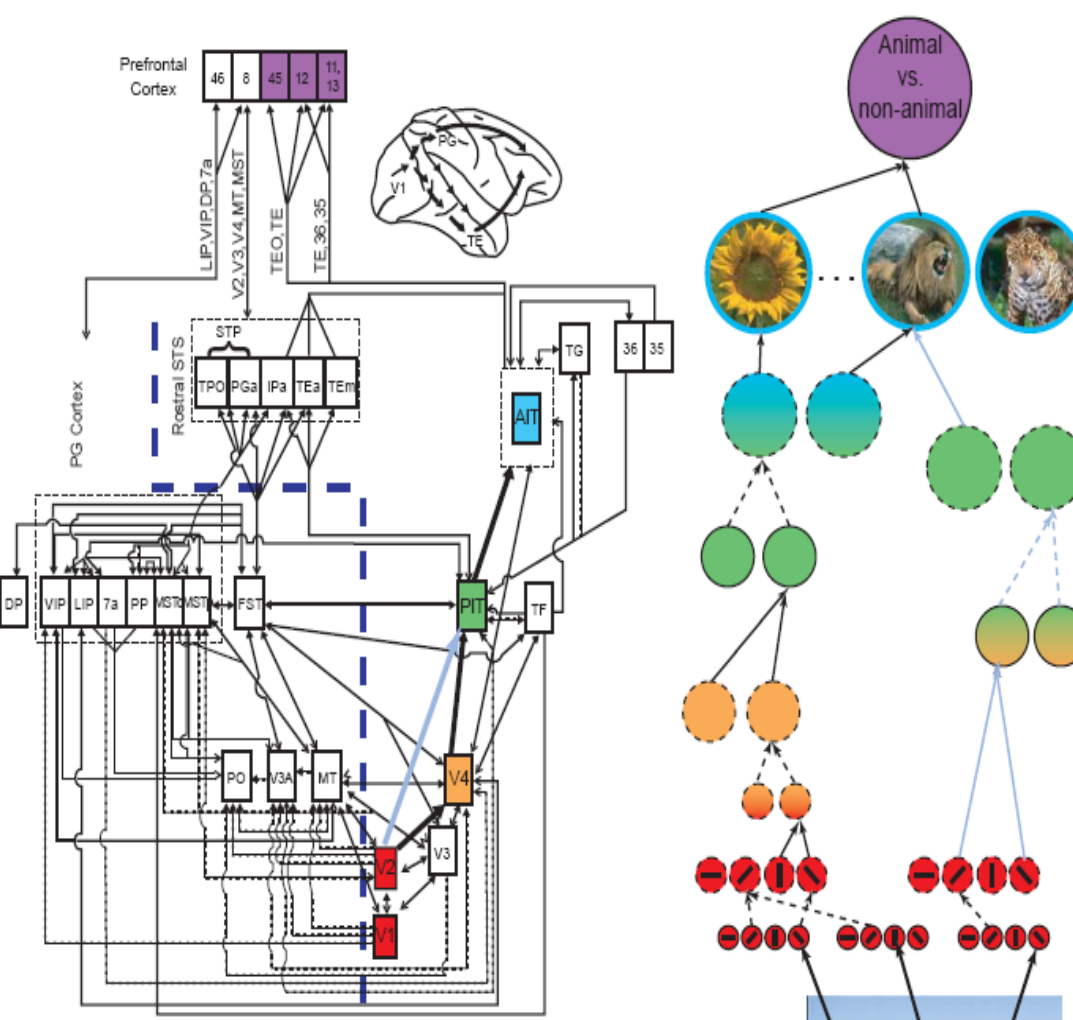 Prefrontal
Cortex
46
8
45
12
11,
13
Animal
vs.
non-animal
LIP,VIP,DP,7a
V2,V3,V4,MT,MST
TEO,TE
TE, 36, 35
PG
V1
TE
Rostral STS
STP
TPO
PGa
IPa
TEa
TEm
TG
36
35
AIT
PG Cortex
DP
VIP
LIP
7a
PP
FST
PIT
TF
PO
V3A
MT
V4
V3
V2
V1